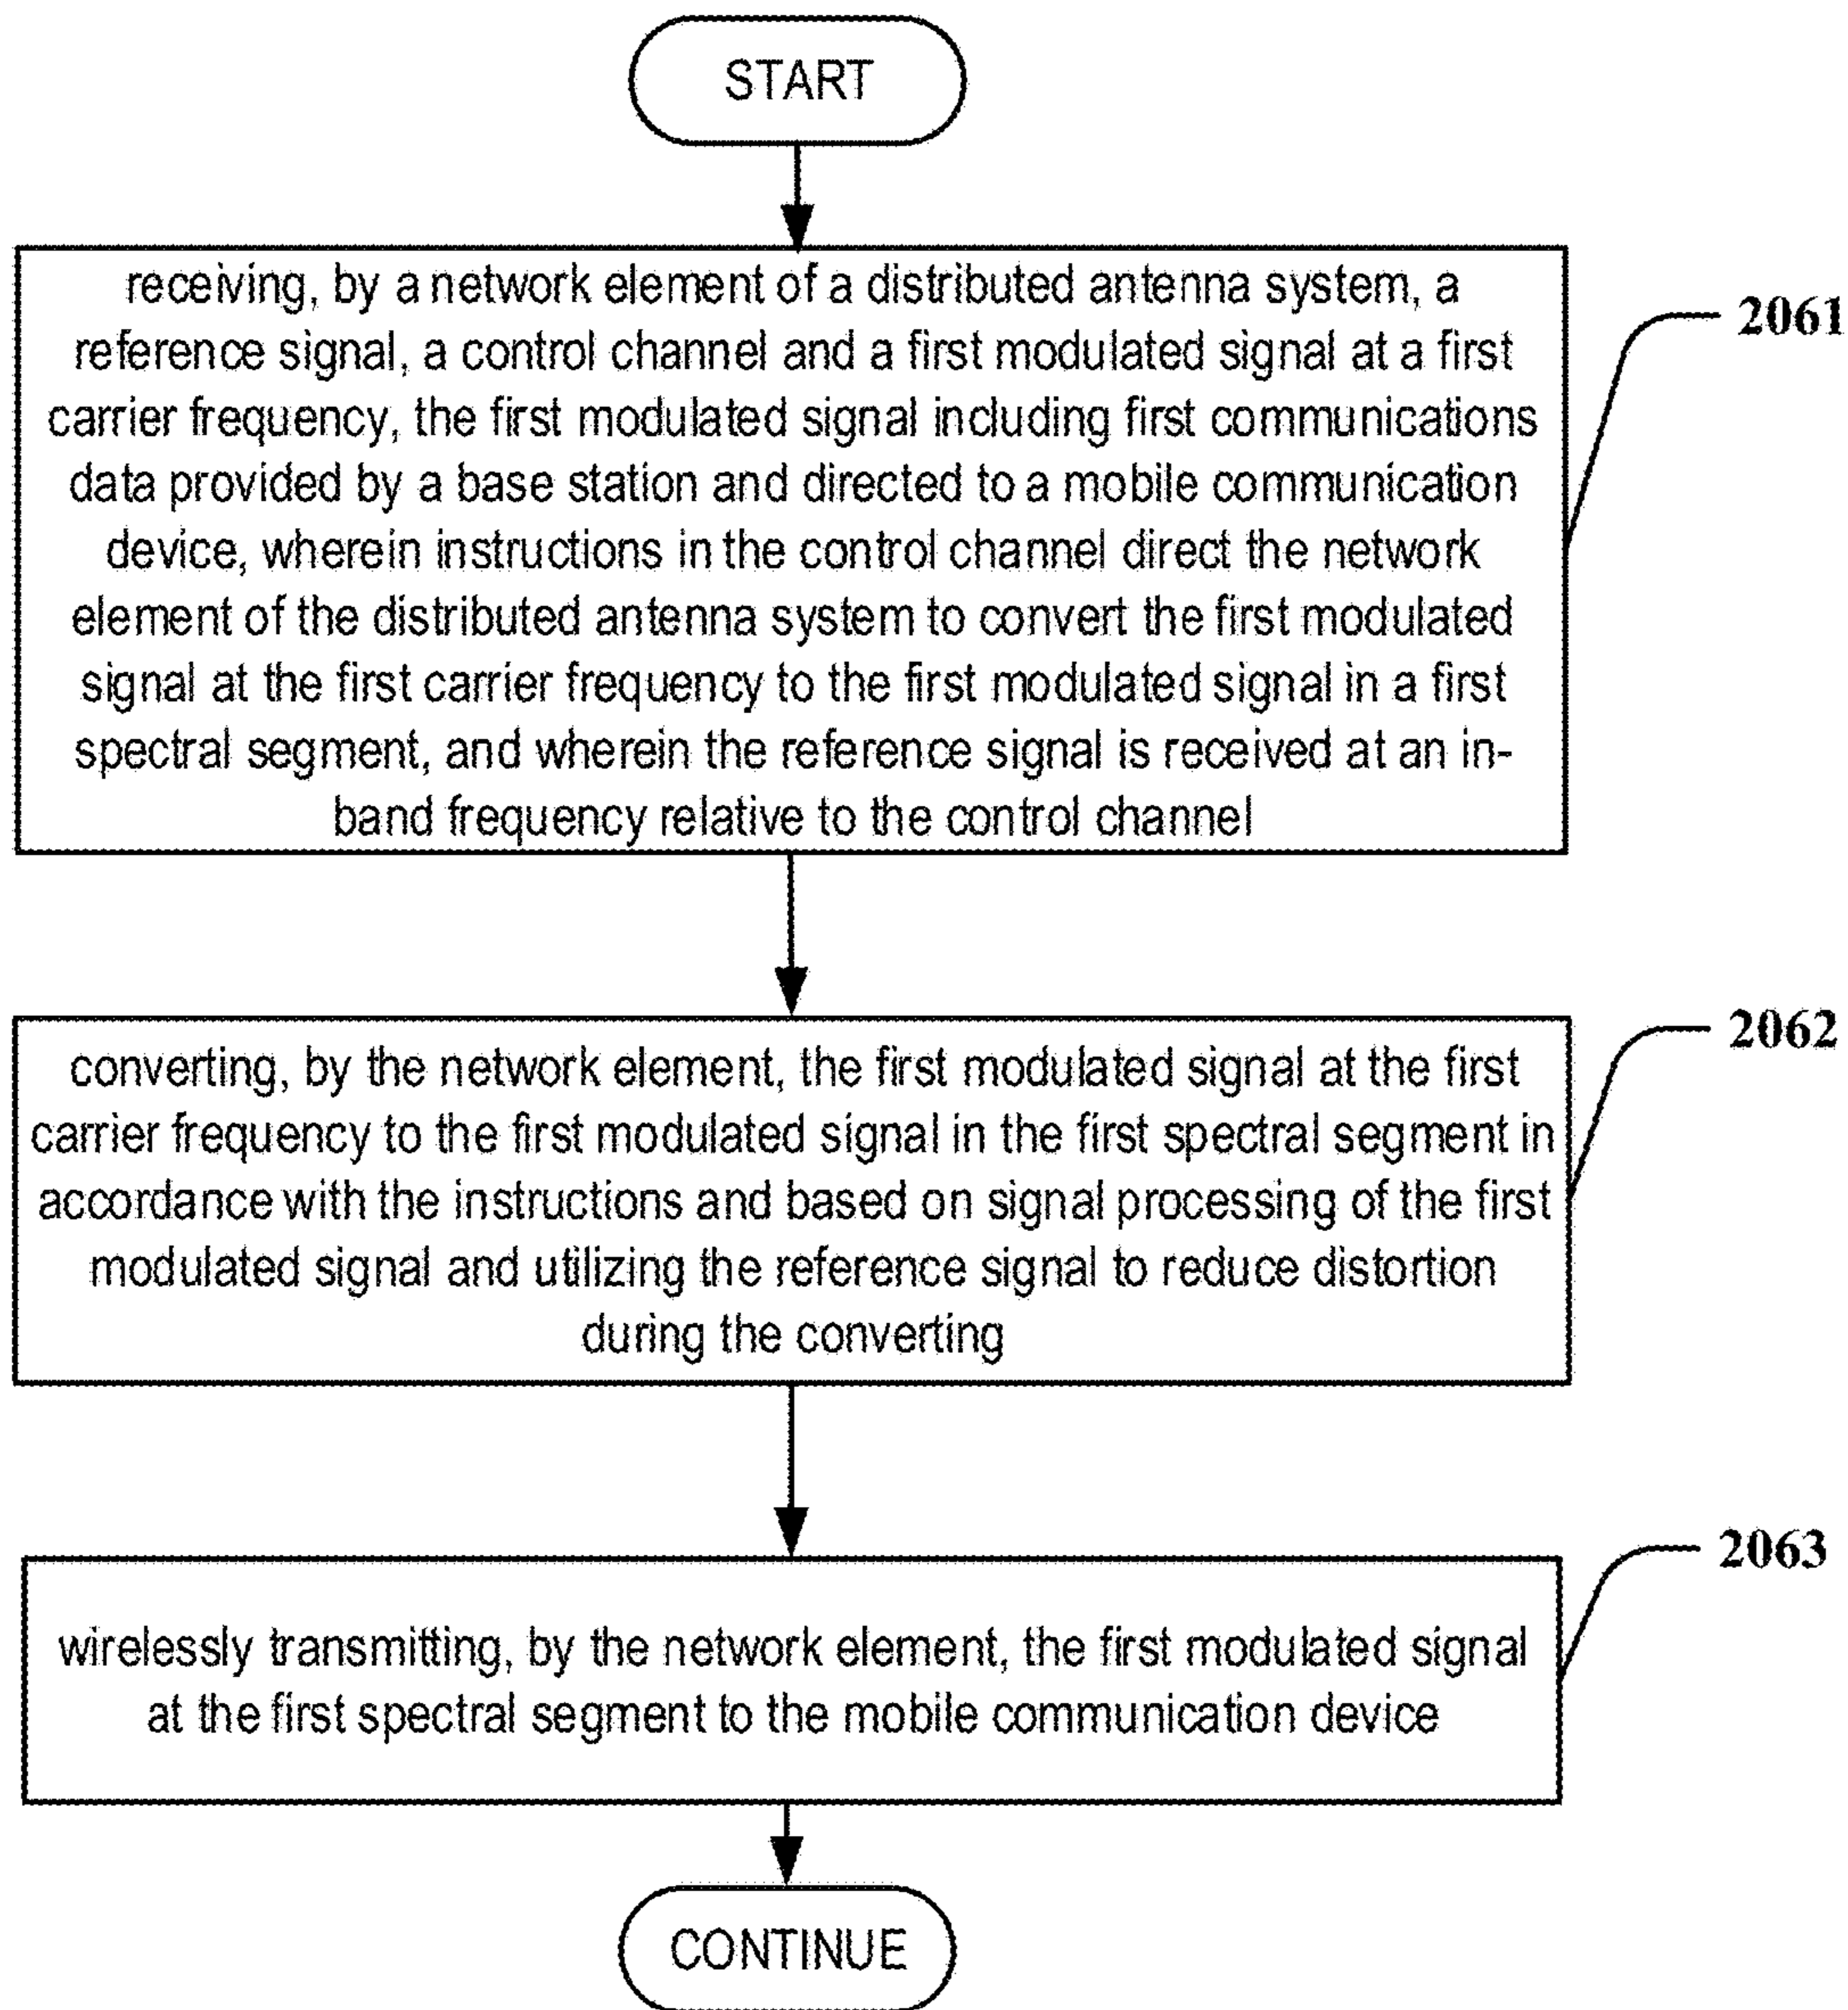 START
receiving, by a network element of a distributed antenna system, a
reference signal, a control channel and a first modulated signal at a first
carrier frequency, the first modulated signal including first communications
data provided by a base station and directed to a mobile communication
device, wherein instructions in the control channel direct the network
element of the distributed antenna system to convert the first modulated
signal at the first carrier frequency to the first modulated signal in a first
spectral segment, and wherein the reference signal is received at an in-
band frequency relative to the control channel
2061
converting, by the network element, the first modulated signal at the first
carrier frequency to the first modulated signal in the first spectral segment in
accordance with the instructions and based on signal processing of the first
modulated signal and utilizing the reference signal to reduce distortion
during the converting
2062
wirelessly transmitting, by the network element, the first modulated signal
at the first spectral segment to the mobile communication device
2063
CONTINUE